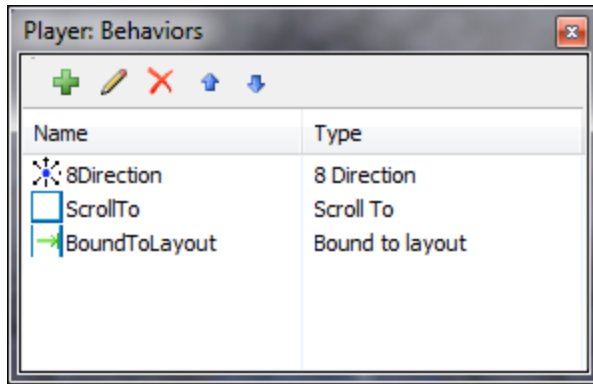 Player: Behaviors
Name Type
8Direction 8 Direction
ScrollTo Scroll To
BoundToLayout Bound to layout